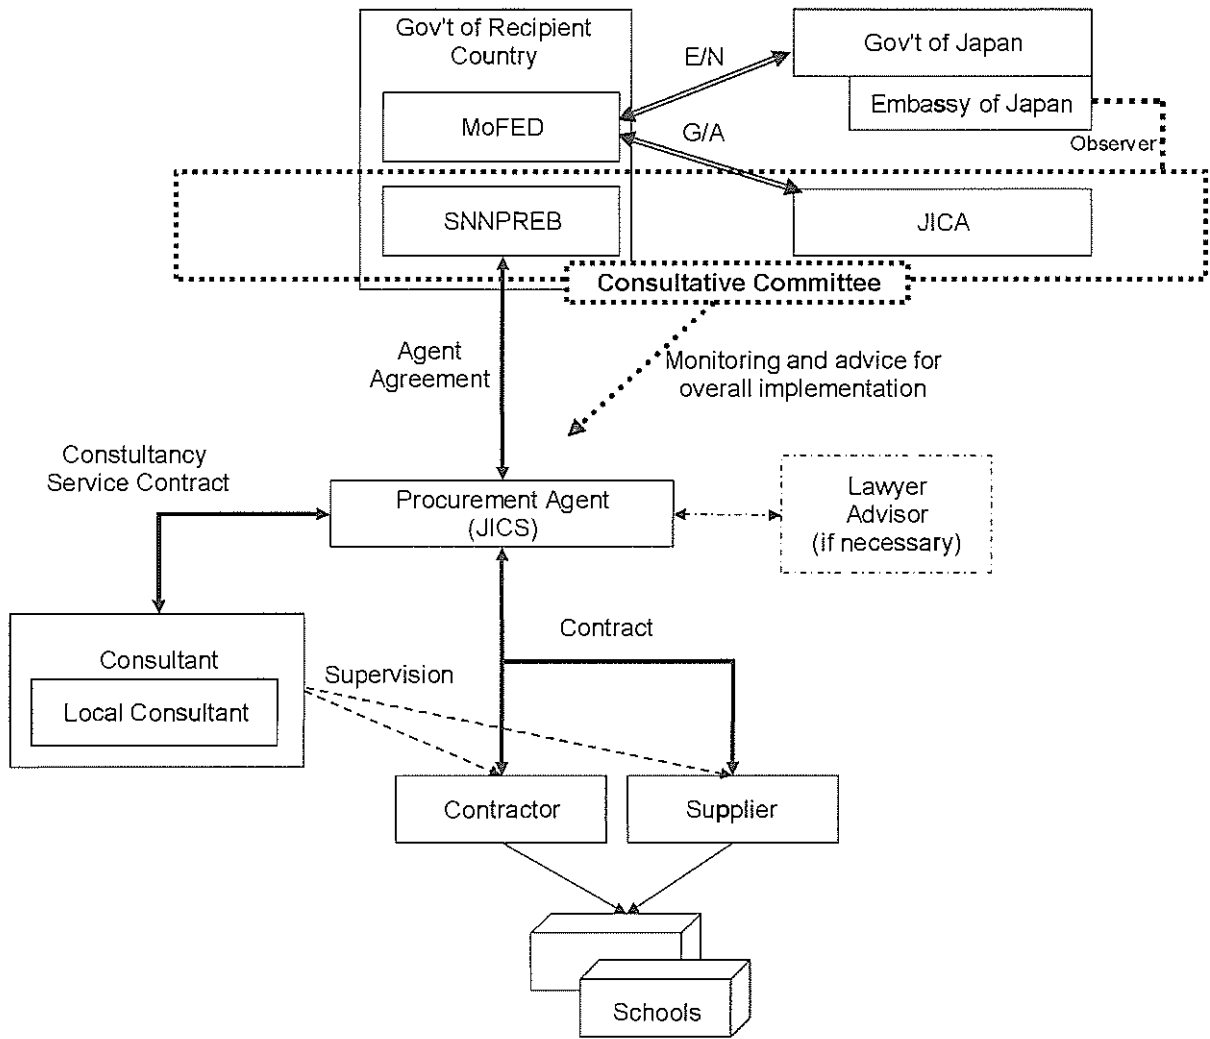 Gov't of Recipient
Country
E/N
Gov't of Japan
Embassy of Japan
MoFED
G/A
Observer
SNNPREB
JICA
Consultative Committee
Agent
Agreement
Monitoring and advice for
overall implementation
Constultancy
Service Contract
Procurement Agent
(JICS)
Lawyer
Advisor
(if necessary)
Contract
Consultant
Supervision
Local Consultant
Contractor
Supplier
Schools